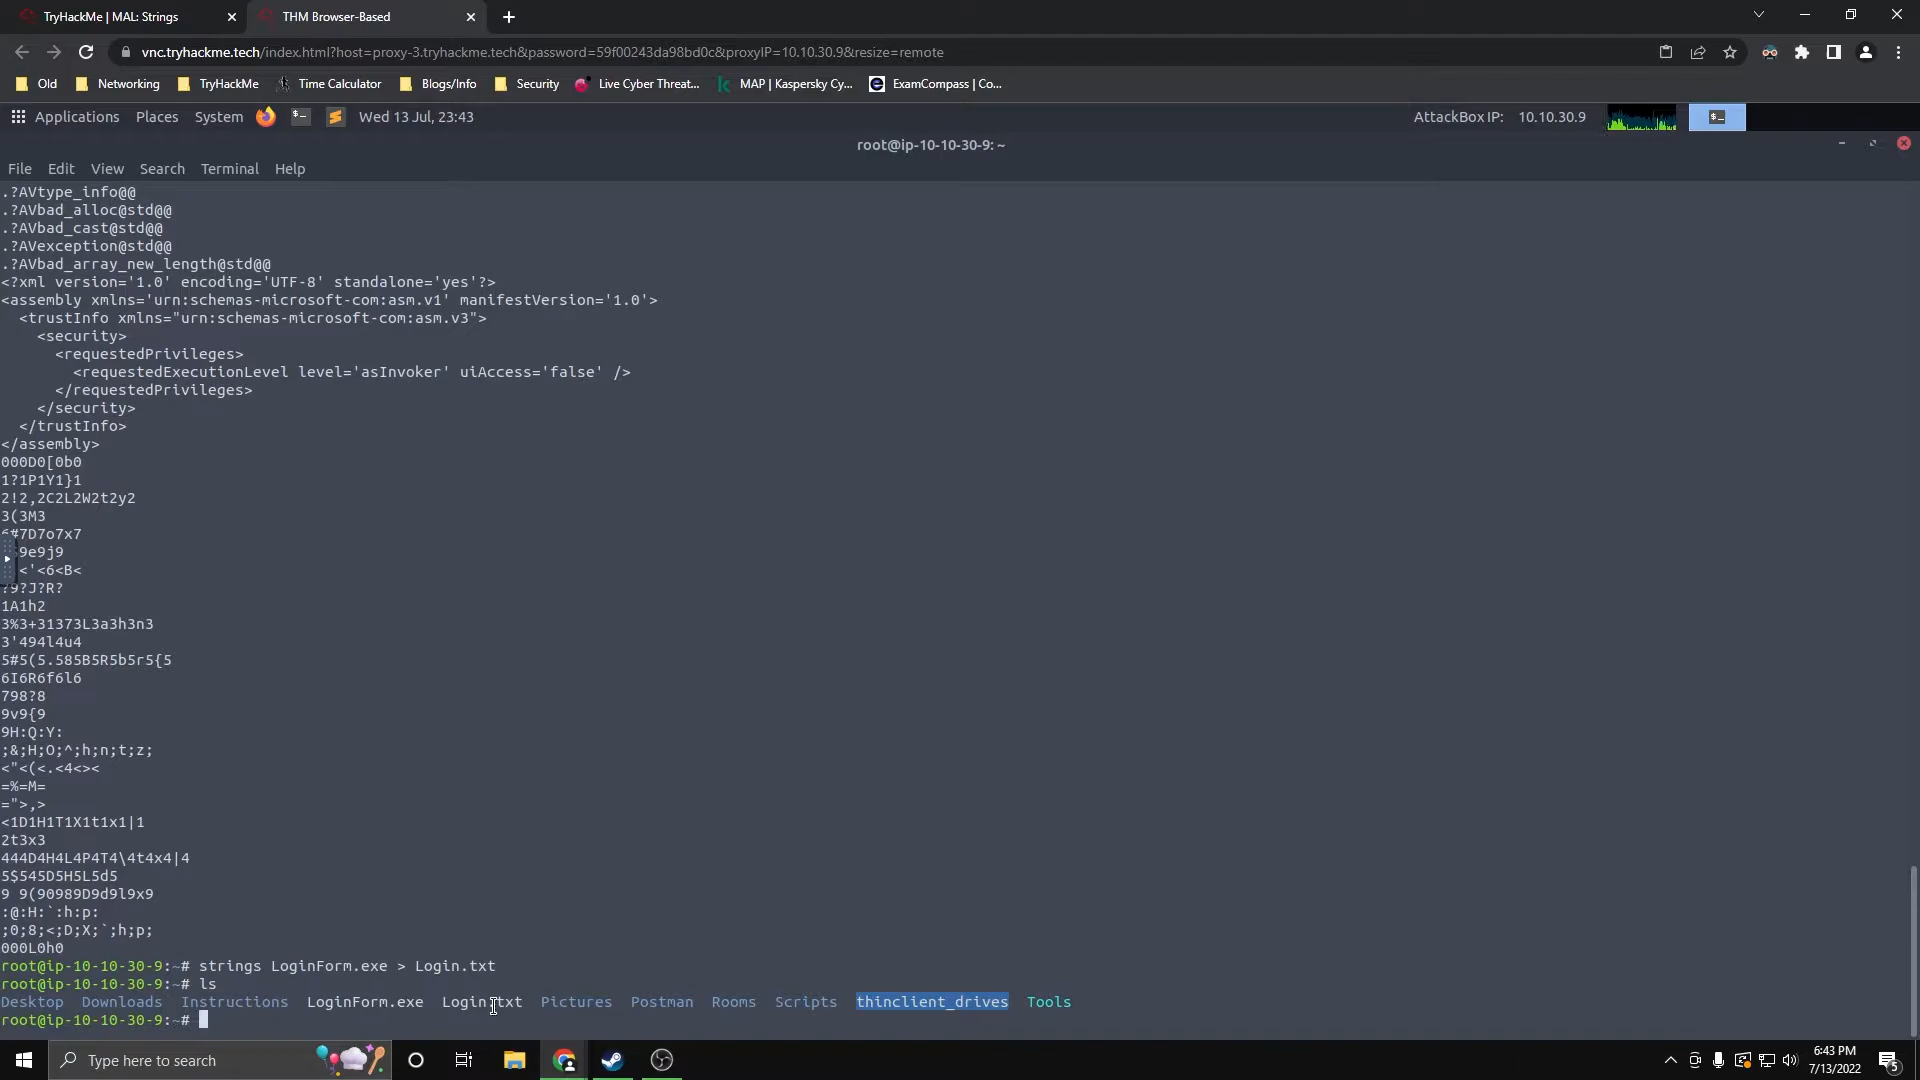 TryHackMe | MAL: Strings
THM Browser-Based
vnc.tryhackme.tech/index.html?host=proxy-3.tryhackme.tech&password=59f00243da98bd0c&proxyIP=10.10.30.9&resize=remote
Old Networking TryHackMe Time Calculator Blogs/Info Security Live Cyber Threat... MAP | Kaspersky Cy... ExamCompass | Co...
Applications Places System Wed 13 Jul, 23:43 AttackBox IP: 10.10.30.9
root@ip-10-10-30-9: ~
File Edit View Search Terminal Help
.?AVtype_info@@
.?AVbad_alloc@std@@
.?AVbad_cast@std@@
.?AVexception@std@@
.?AVbad_array_new_length@std@@
<?xml version='1.0' encoding='UTF-8' standalone='yes'?>
<assembly xmlns='urn:schemas-microsoft-com:asm.v1' manifestVersion='1.0'>
<trustInfo xmlns="urn:schemas-microsoft-com:asm.v3">
<security>
<requestedPrivileges>
<requestedExecutionLevel level='asInvoker' uiAccess='false' />
</requestedPrivileges>
</security>
</trustInfo>
</assembly>
000D0[0b0
1?1P1Y1}1
2!2,2C2L2W2t2y2
3(3M3
6#7D7o7x7
9e9j9
<'<6<B<
?9?J?R?
1A1h2
3%3+31373L3a3h3n3
3'494l4u4
5#5(5.585B5R5b5r5{5
6I6R6f6l6
798?8
9v9{9
9H:Q:Y:
;&;H;O;^;h;n;t;z;
<"<(<.<4<><
=%=M=
=">,>
<1D1H1T1X1t1x1|1
2t3x3
444D4H4L4P4T4\4t4x4|4
5$545D5H5L5d5
9 9(90989D9d9l9x9
:@:H:`:h:p:
;0;8;<;D;X;`;h;p;
000L0h0
root@ip-10-10-30-9:~# strings LoginForm.exe > Login.txt
root@ip-10-10-30-9:~# ls
Desktop Downloads Instructions LoginForm.exe Login.txt Pictures Postman Rooms Scripts thinclient_drives Tools
root@ip-10-10-30-9:~#
Type here to search
6:43 PM
7/13/2022
5